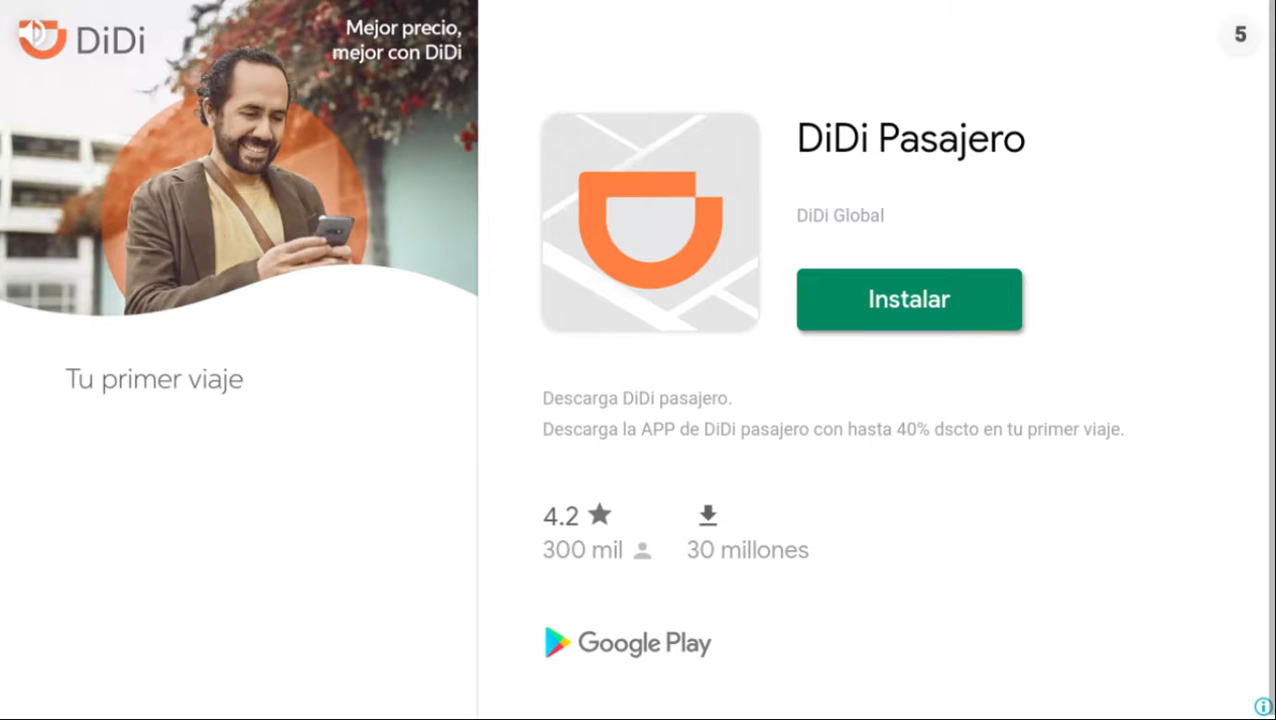 DiDi
Mejor precio,
mejor con DiDi
Tu primer viaje
5
DiDi Pasajero
DiDi Global
Instalar
Descarga DiDi pasajero.
Descarga la APP de DiDi pasajero con hasta 40% dscto en tu primer viaje.
4.2
300 mil
30 millones
Google Play